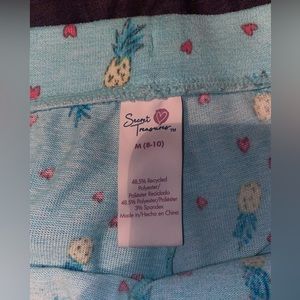 Secret
Treasures™
M (8-10)
48.5% Recycled
Polyester/
Poliéster Reciclado
48.5% Polyester/Poliéster
3% Spandex
Made in/Hecho en China